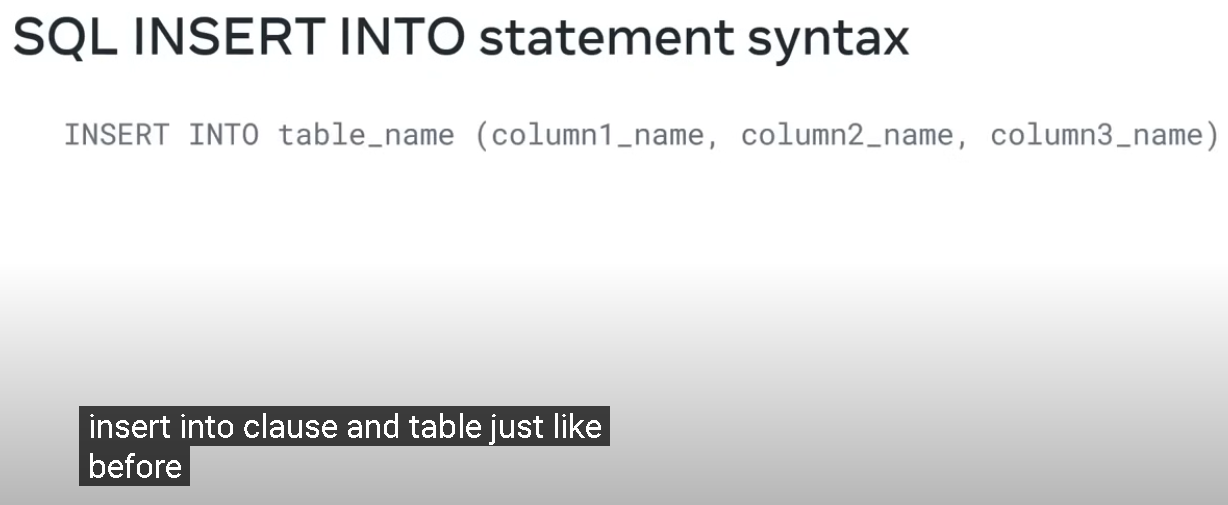 SQL INSERT INTO statement syntax
INSERT INTO table_name (column1_name, column2_name, column3_name)
insert into clause and table just like
before